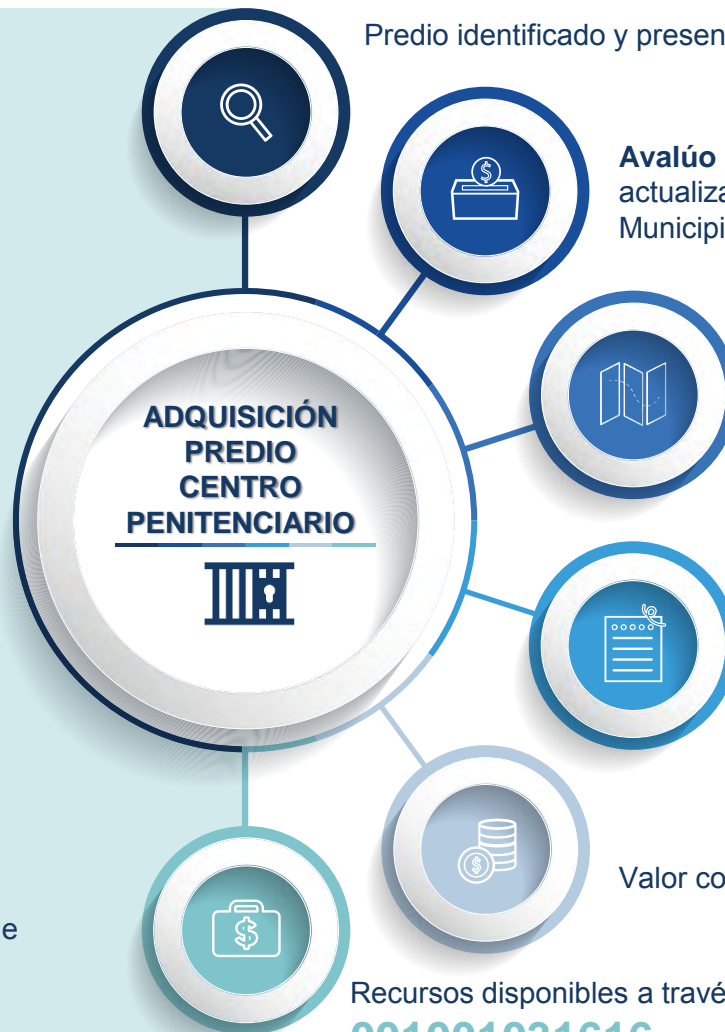 Predio identificado y presen
Avalúo
actualiza
Municipi
ADQUISICIÓN
PREDIO
CENTRO
PENITENCIARIO
Valor co
e
Recursos disponibles a travé